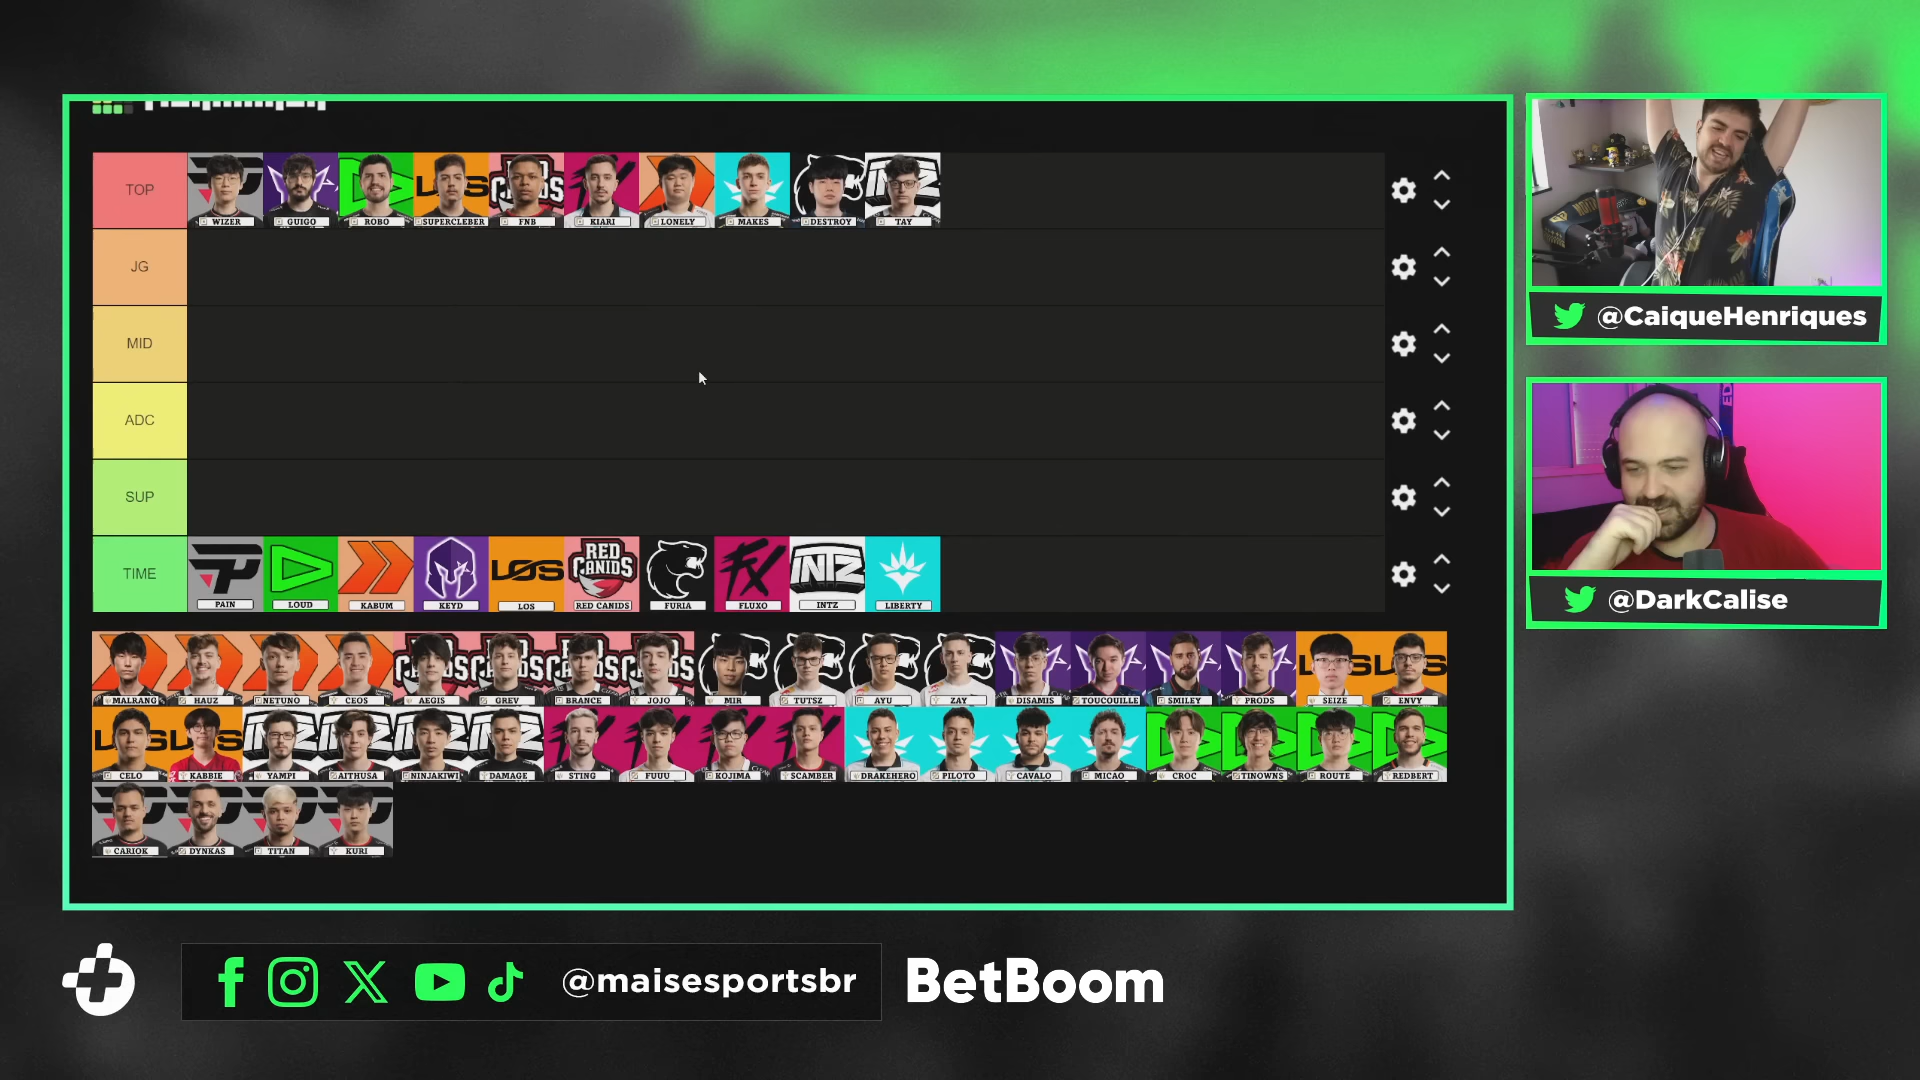 TOP
WIZER GUIGO ROBO SUPERCLEBER FNB KIARI LONELY MAKES DESTROY TAY
JG
MID
ADC
SUP
TIME
PAIN LOUD KABUM KEYD LOS RED CANIDS FURIA FLUXO INTZ LIBERTY
MALRANG HAUZ NETUNO CEOS AEGIS GREV BRANCE JOJO MIR TUTSZ AYU ZAY DISAMIS TOUCOUILLE SMILEY PRODS SEIZE ENVY
CELO KABBIE YAMPI AITHUSA NINJAKIWI DAMAGE STING FUUU KOJIMA SCAMBER DRAKEHERO PILOTO CAVALO MICAO CROC TINOWNS ROUTE REDBERT
CARIOK DYNKAS TITAN KURI
@CaiqueHenriques
@DarkCalise
@maisesportsbr
BetBoom